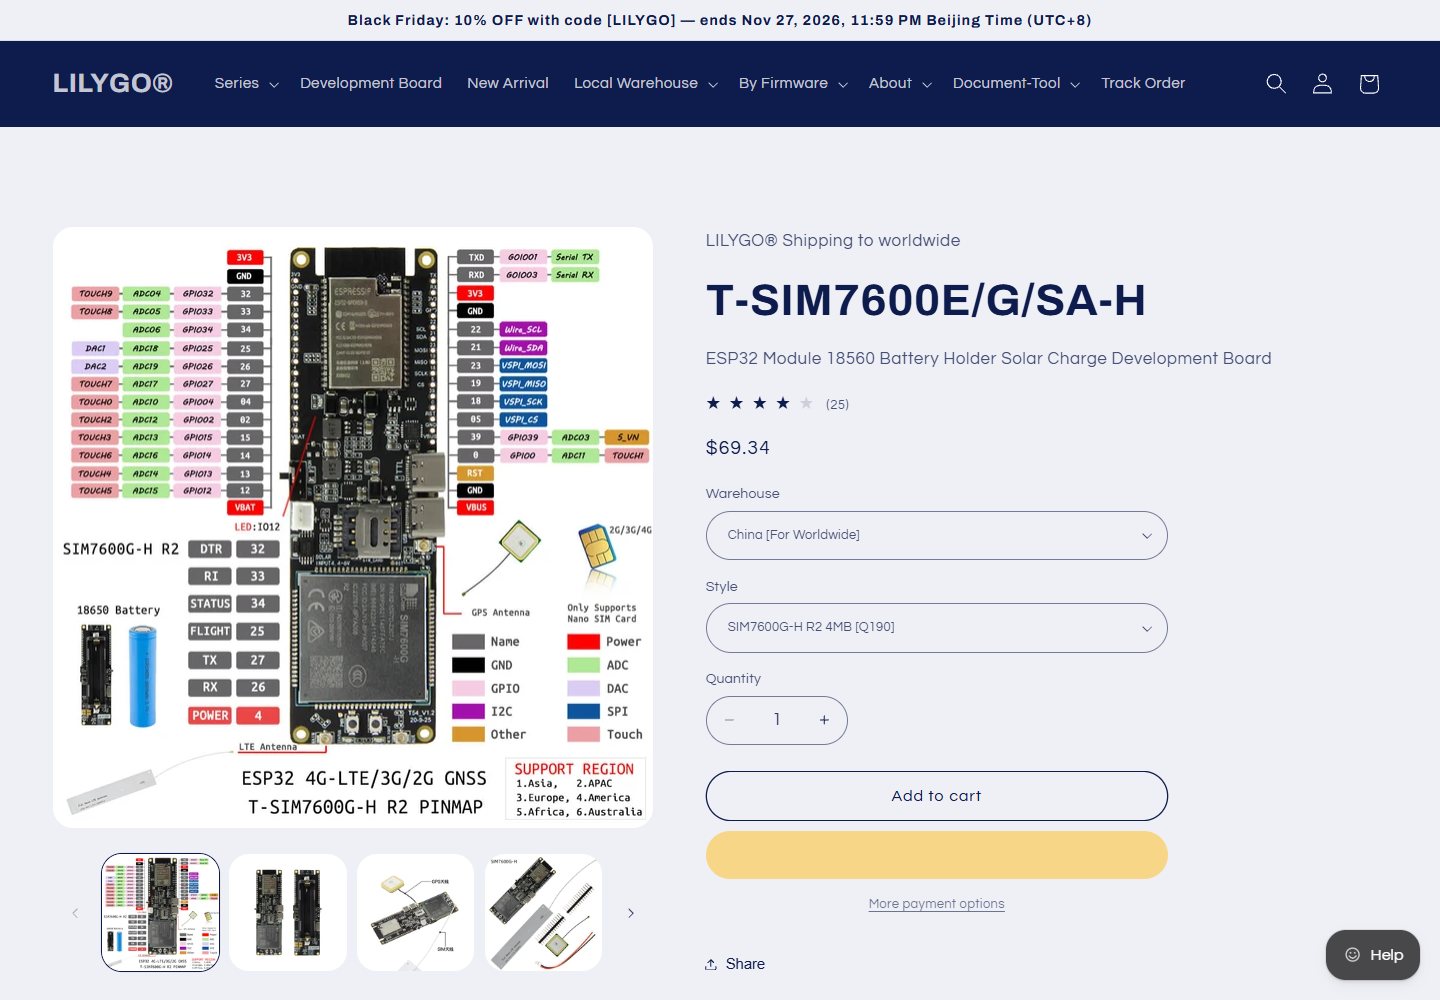 Black Friday: 10% OFF with code [LILYGO] — ends Nov 27, 2026, 11:59 PM Beijing Time (UTC+8)
LILYGO®
Series
Development Board
New Arrival
Local Warehouse
By Firmware
About
Document-Tool
Track Order
3V3
GND
TOUCH9 ADC04 GPIO32 32
TOUCH8 ADC05 GPIO33 33
ADC06 GPIO34 34
DAC1 ADC18 GPIO25 25
DAC2 ADC19 GPIO26 26
TOUCH7 ADC17 GPIO27 27
TOUCH0 ADC10 GPIO04 04
TOUCH2 ADC12 GPIO02 02
TOUCH3 ADC13 GPIO15 15
TOUCH6 ADC16 GPIO14 14
TOUCH4 ADC14 GPIO13 13
TOUCH5 ADC15 GPIO12 12
VBAT
LED:IO12
TXD GOIO01 Serial TX
RXD GOIO03 Serial RX
3V3
GND
22 Wire_SCL
21 Wire_SDA
23 VSPI_MOSI
19 VSPI_MISO
18 VSPI_SCK
05 VSPI_CS
39 GPIO39 ADC03 S_VN
0 GPIO0 ADC11 TOUCH1
RST
GND
VBUS
SIM7600G-H R2
DTR 32
RI 33
STATUS 34
FLIGHT 25
TX 27
RX 26
POWER 4
18650 Battery
2G/3G/4G
GPS Antenna
Only Supports
Nano SIM Card
Name
GND
GPIO
I2C
Other
Power
ADC
DAC
SPI
Touch
LTE Antenna
ESP32 4G-LTE/3G/2G GNSS
T-SIM7600G-H R2 PINMAP
SUPPORT REGION
1.Asia, 2.APAC
3.Europe, 4.America
5.Africa, 6.Australia
LILYGO® Shipping to worldwide
T-SIM7600E/G/SA-H
ESP32 Module 18560 Battery Holder Solar Charge Development Board
(25)
$69.34
Warehouse
China [For Worldwide]
Style
SIM7600G-H R2 4MB [Q190]
Quantity
1
Add to cart
More payment options
Share
Help